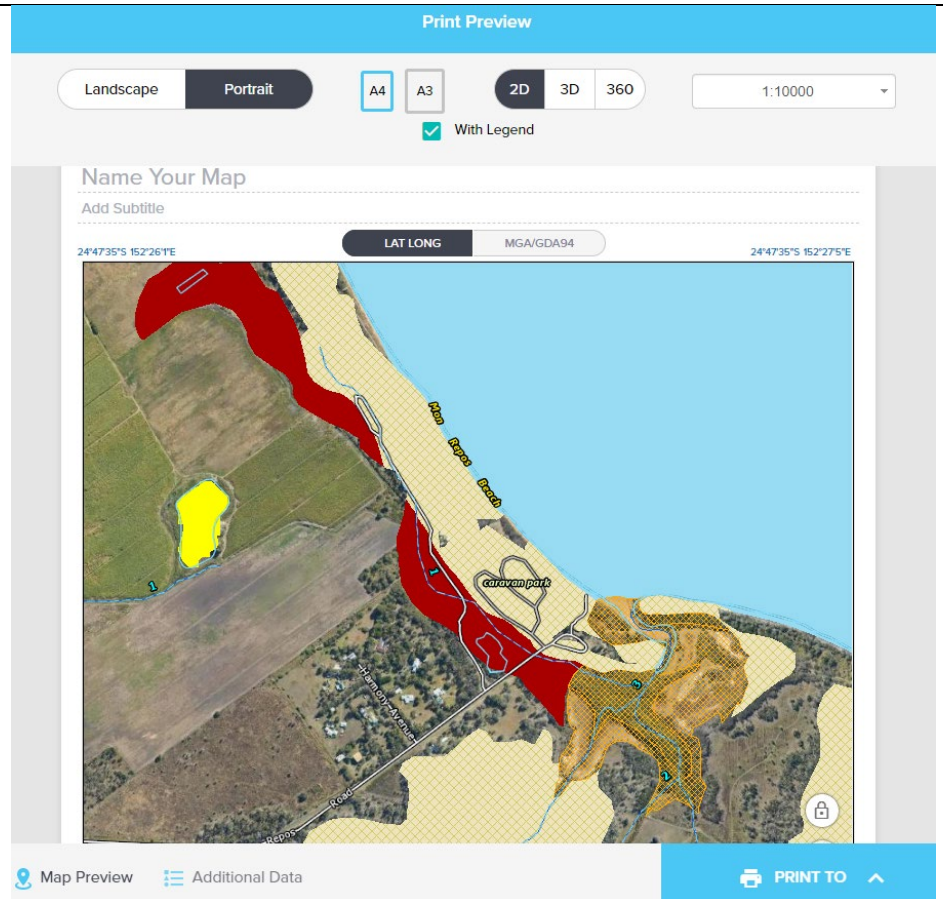 Print Preview
Landscape Portrait A4 A3 2D 3D 360 1:10000
With Legend
Name Your Map
Add Subtitle
LAT LONG MGA/GDA94
24°47'35"S 152°26'1"E 24°47'35"S 152°27'5"E
Mon Repos Beach
1
1
caravan park
3
Harmony Avenue
2
Repos Road
Map Preview Additional Data PRINT TO